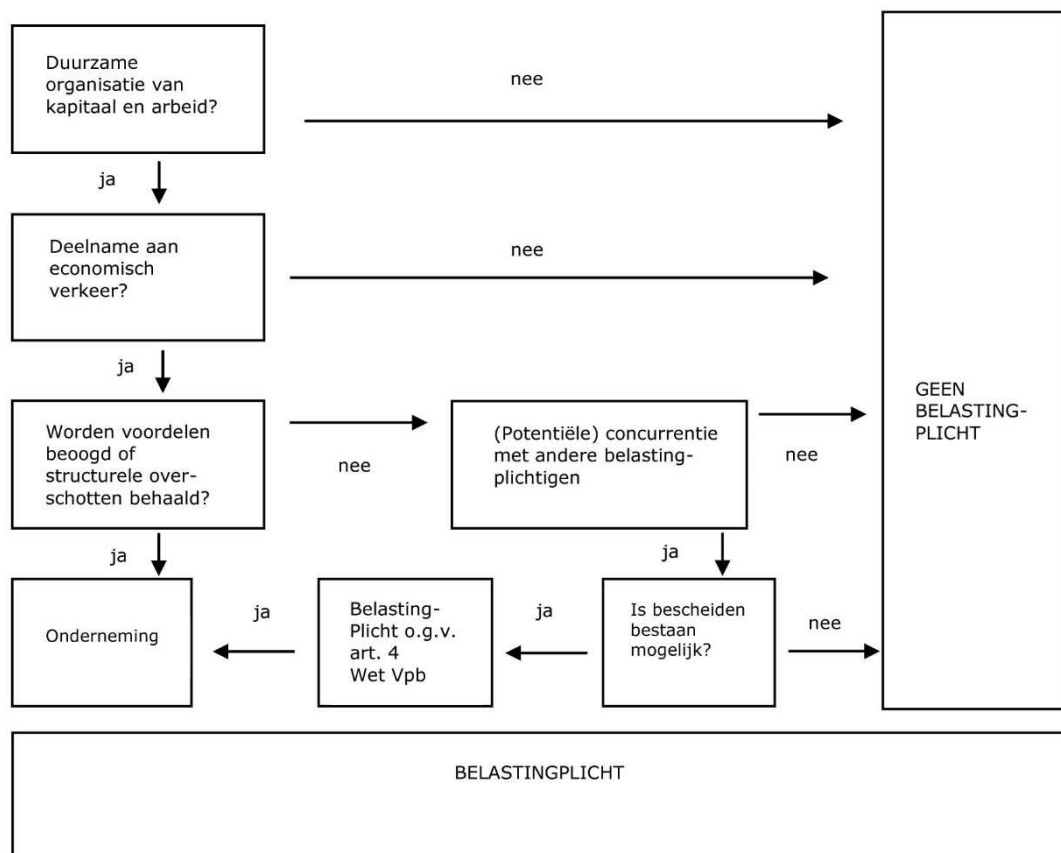 Duurzame
organisatie van
kapitaal en arbeid?
nee
ja
Deelname aan
economisch
verkeer?
nee
ja
Worden voordelen
beoogd of
structurele over-
schotten behaald?
nee
(Potentiële) concurrentie
met andere belasting-
plichtigen
nee
GEEN
BELASTING-
PLICHT
ja
ja
Onderneming
ja
Belasting-
Plicht o.g.v.
art. 4
Wet Vpb
ja
Is bescheiden
bestaan
mogelijk?
nee
BELASTINGPLICHT